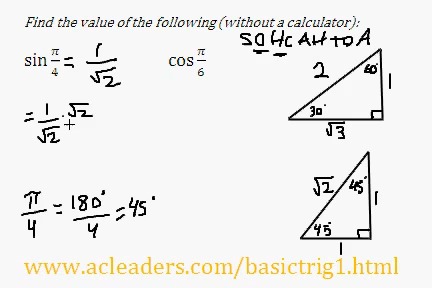 Find the value of the following (without a calculator):
SOHCAHTOA
sin π/4 = 1/√2
cos π/6
2
60°
1
30°
√3
= 1/√2 · √2
π/4 = 180°/4 = 45°
√2
45°
1
45°
1
www.acleaders.com/basictrig1.html